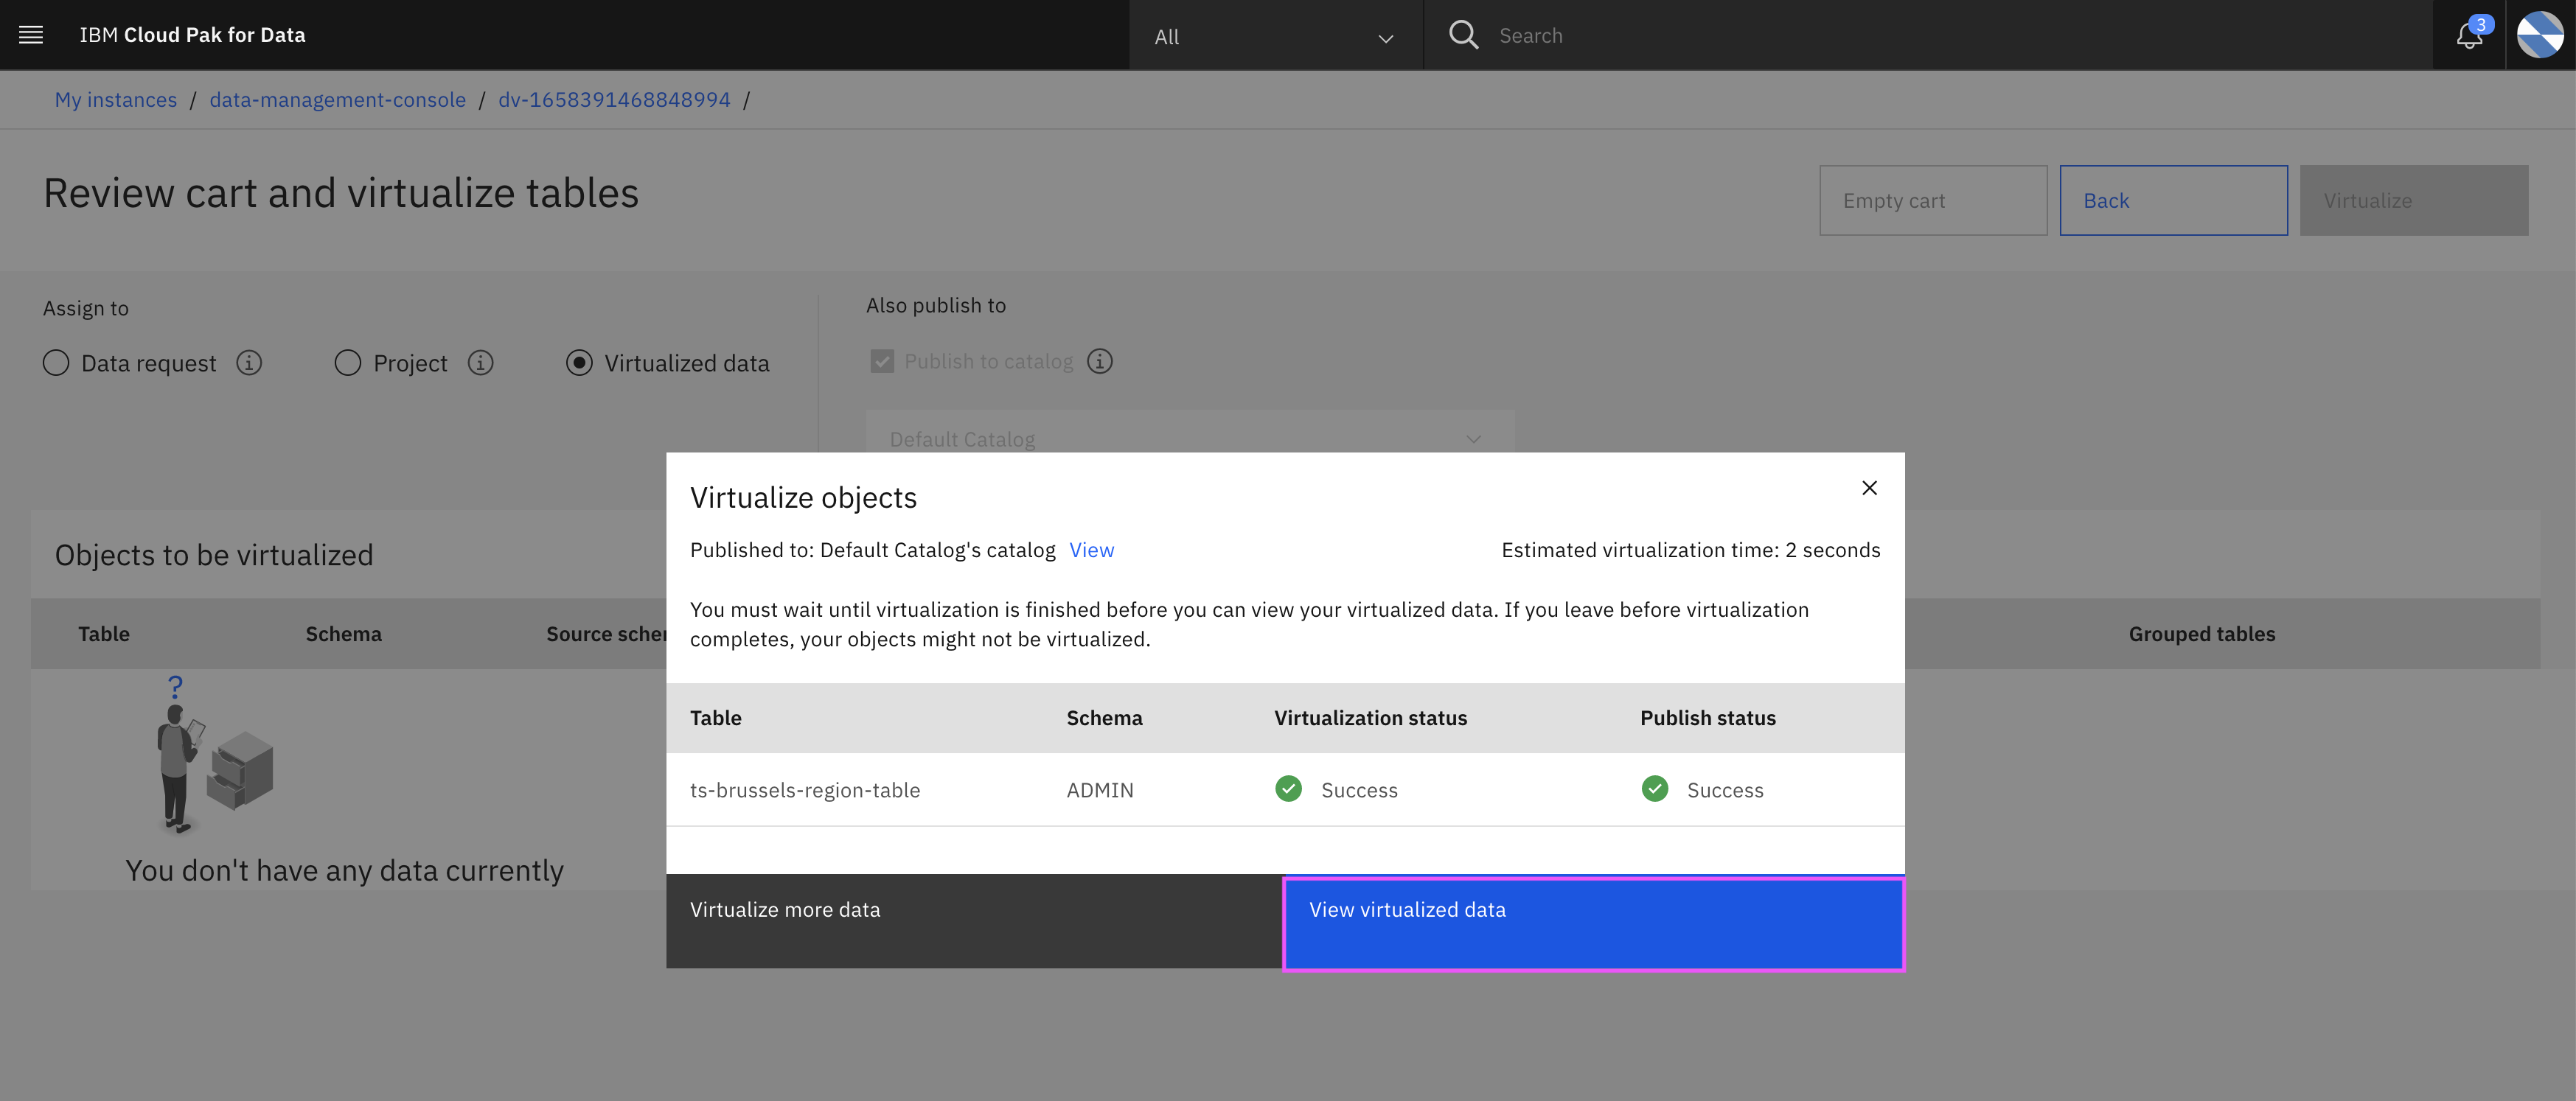 IBM Cloud Pak for Data
All
Search
3
My instances / data-management-console / dv-1658391468848994 /
Review cart and virtualize tables
Empty cart
Back
Virtualize
Assign to
Data request
Project
Virtualized data
Also publish to
Publish to catalog
Default Catalog
Objects to be virtualized
Table Schema Source scher Grouped tables
?
You don't have any data currently
Virtualize objects
Published to: Default Catalog's catalog View
Estimated virtualization time: 2 seconds
You must wait until virtualization is finished before you can view your virtualized data. If you leave before virtualization
completes, your objects might not be virtualized.
Table Schema Virtualization status Publish status
ts-brussels-region-table ADMIN Success Success
Virtualize more data
View virtualized data